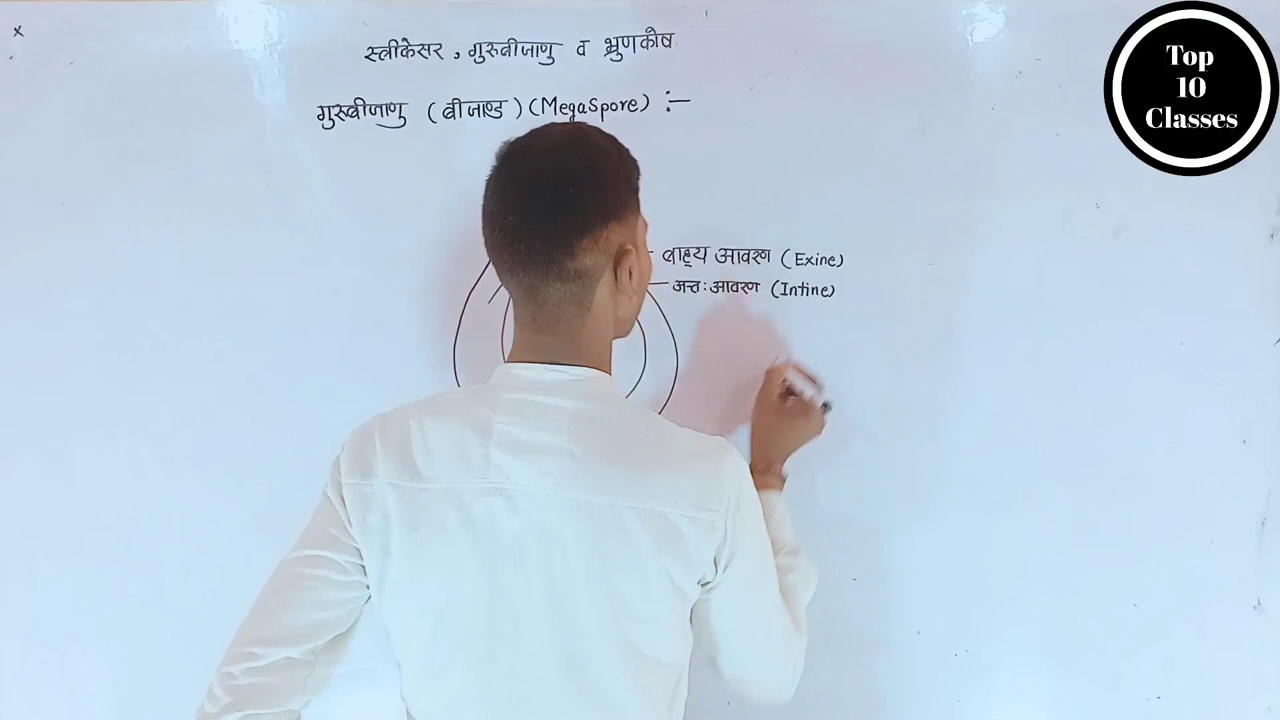 स्त्रीकेसर, गुरुबीजाणु व भ्रुणकोष
गुरुबीजाणु (बीजाण्ड) (MegaSpore) :-
बाह्य आवरण (Exine)
अन्त: आवरण (Intine)
Top
10
Classes